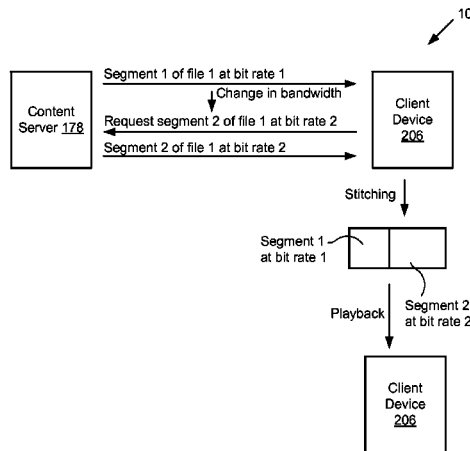 10
Segment 1 of file 1 at bit rate 1
Change in bandwidth
Content
Server 178
Request segment 2 of file 1 at bit rate 2
Segment 2 of file 1 at bit rate 2
Client
Device
206
Stitching
Segment 1
at bit rate 1
Segment 2
at bit rate 2
Playback
Client
Device
206